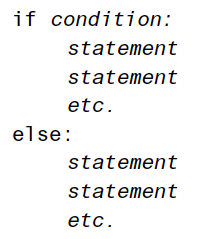 if condition:
    statement
    statement
    etc.
else:
    statement
    statement
    etc.